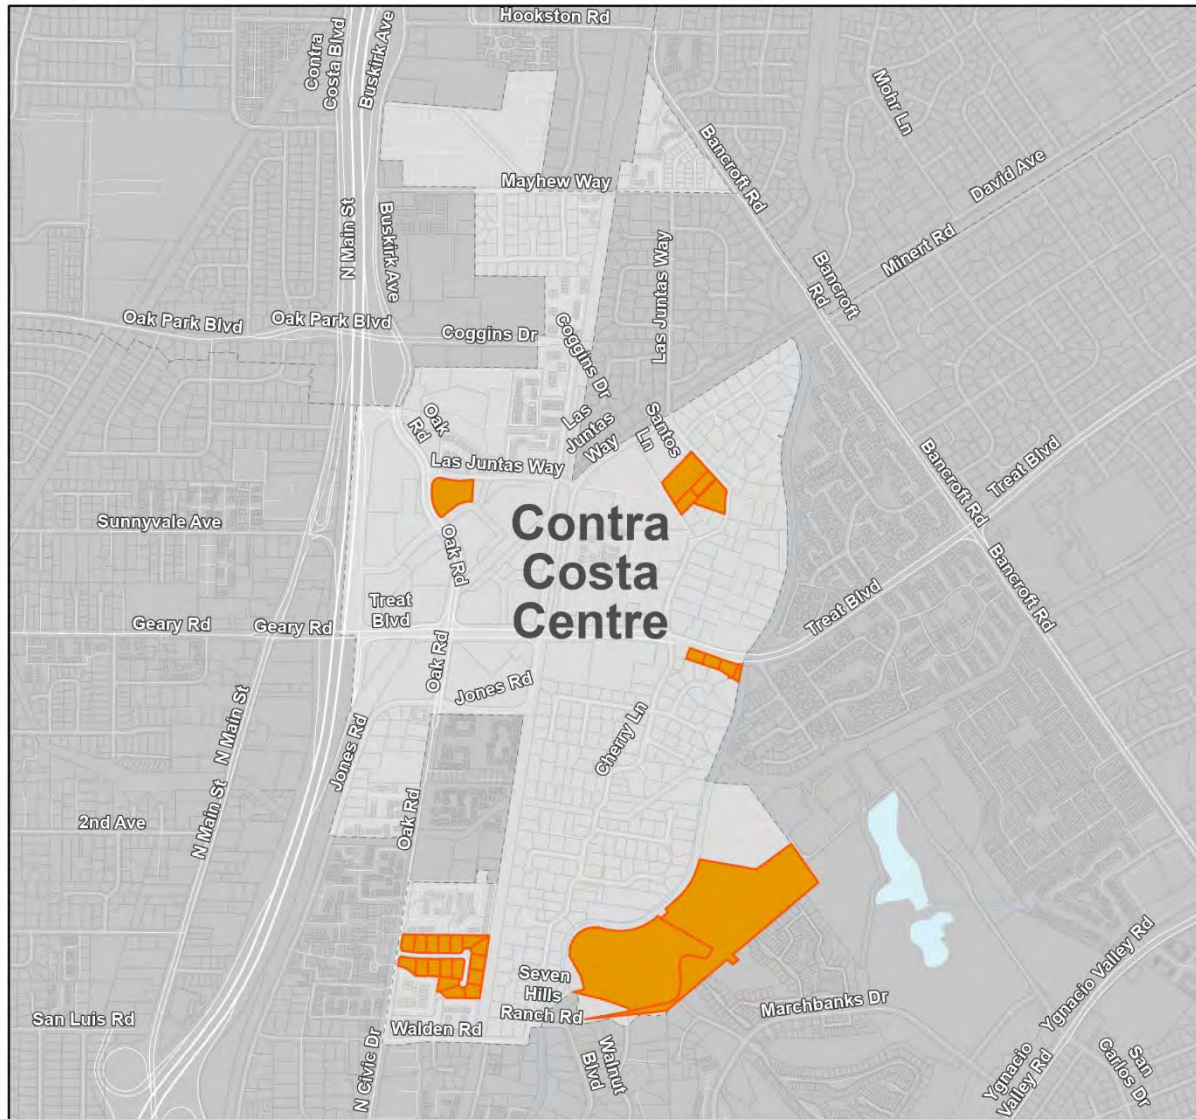 Hookston Rd
Contra
Costa Blvd
Buskirk Ave
Mohr Ln
Bancroft Rd
David Ave
Mayhew Way
N Main St
Buskirk Ave
Las Juntas Way
Minert Rd
Bancroft
Rd
Oak Park Blvd
Oak Park Blvd
Coggins Dr
Coggins Dr
Oak
Rd
Las
Juntas
Way
Santos
Ln
Las Juntas Way
Bancroft Rd
Treat Blvd
Sunnyvale Ave
Oak Rd
Contra
Costa
Centre
Bancroft Rd
Geary Rd
Geary Rd
Treat
Blvd
Treat Blvd
Oak Rd
Jones Rd
N Main St
Jones Rd
Cherry Ln
2nd Ave
N Main St
Oak Rd
Seven
Hills
Ranch Rd
Marchbanks Dr
Ygnacio Valley Rd
San Luis Rd
Walden Rd
N Civic Dr
Walnut
Blvd
Ygnacio
Valley Rd
San
Carlos Dr